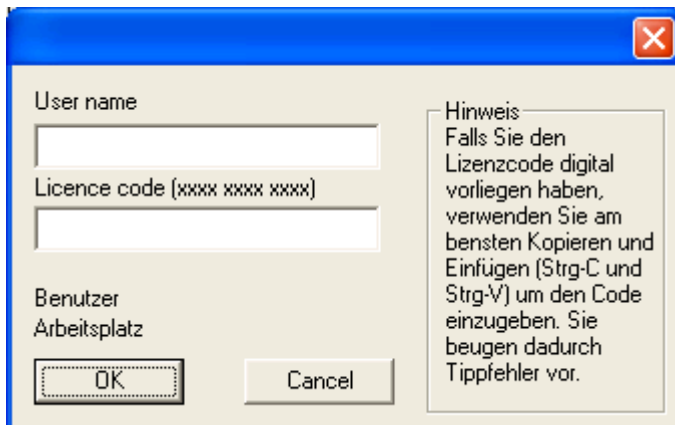 User name
Licence code (xxxx xxxx xxxx)
Benutzer
Arbeitsplatz
OK
Cancel
Hinweis
Falls Sie den
Lizenzcode digital
vorliegen haben,
verwenden Sie am
bensten Kopieren und
Einfügen (Strg-C und
Strg-V) um den Code
einzugeben. Sie
beugen dadurch
Tippfehler vor.